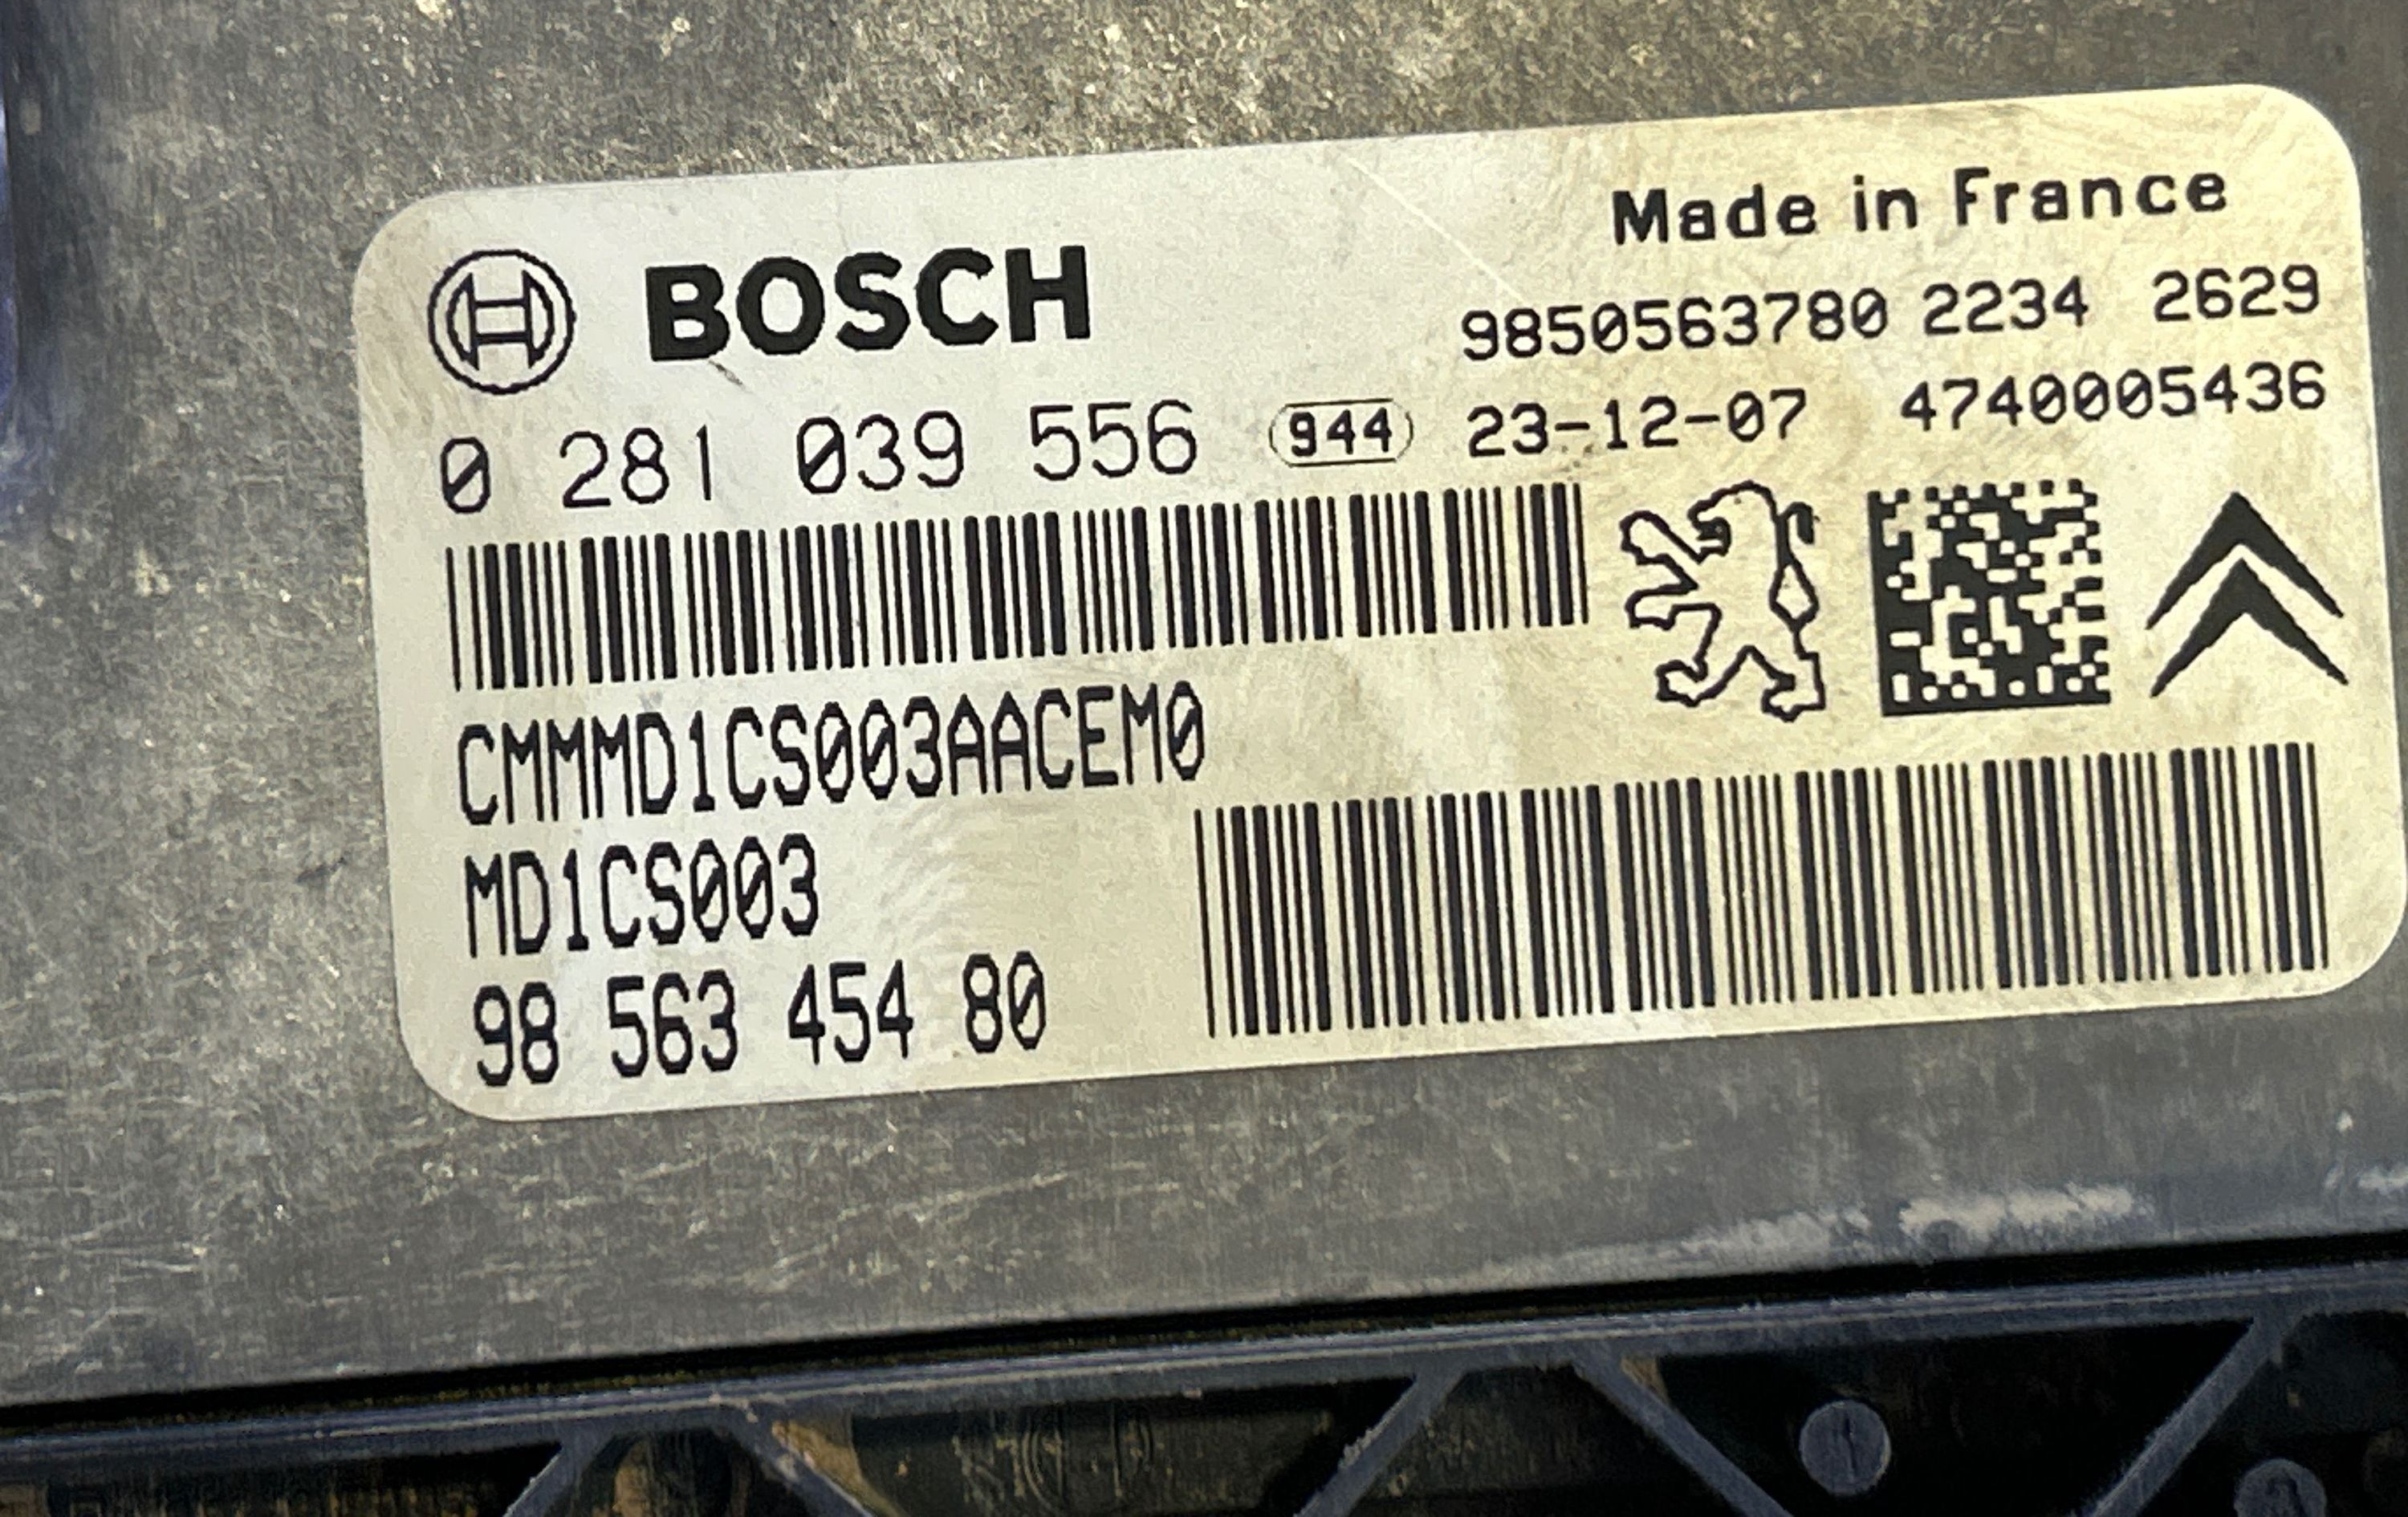 BOSCH
Made in France
9850563780 2234 2629
0 281 039 556 944 23-12-07 4740005436
CMMMD1CS003AACEM0
MD1CS003
98 563 454 80